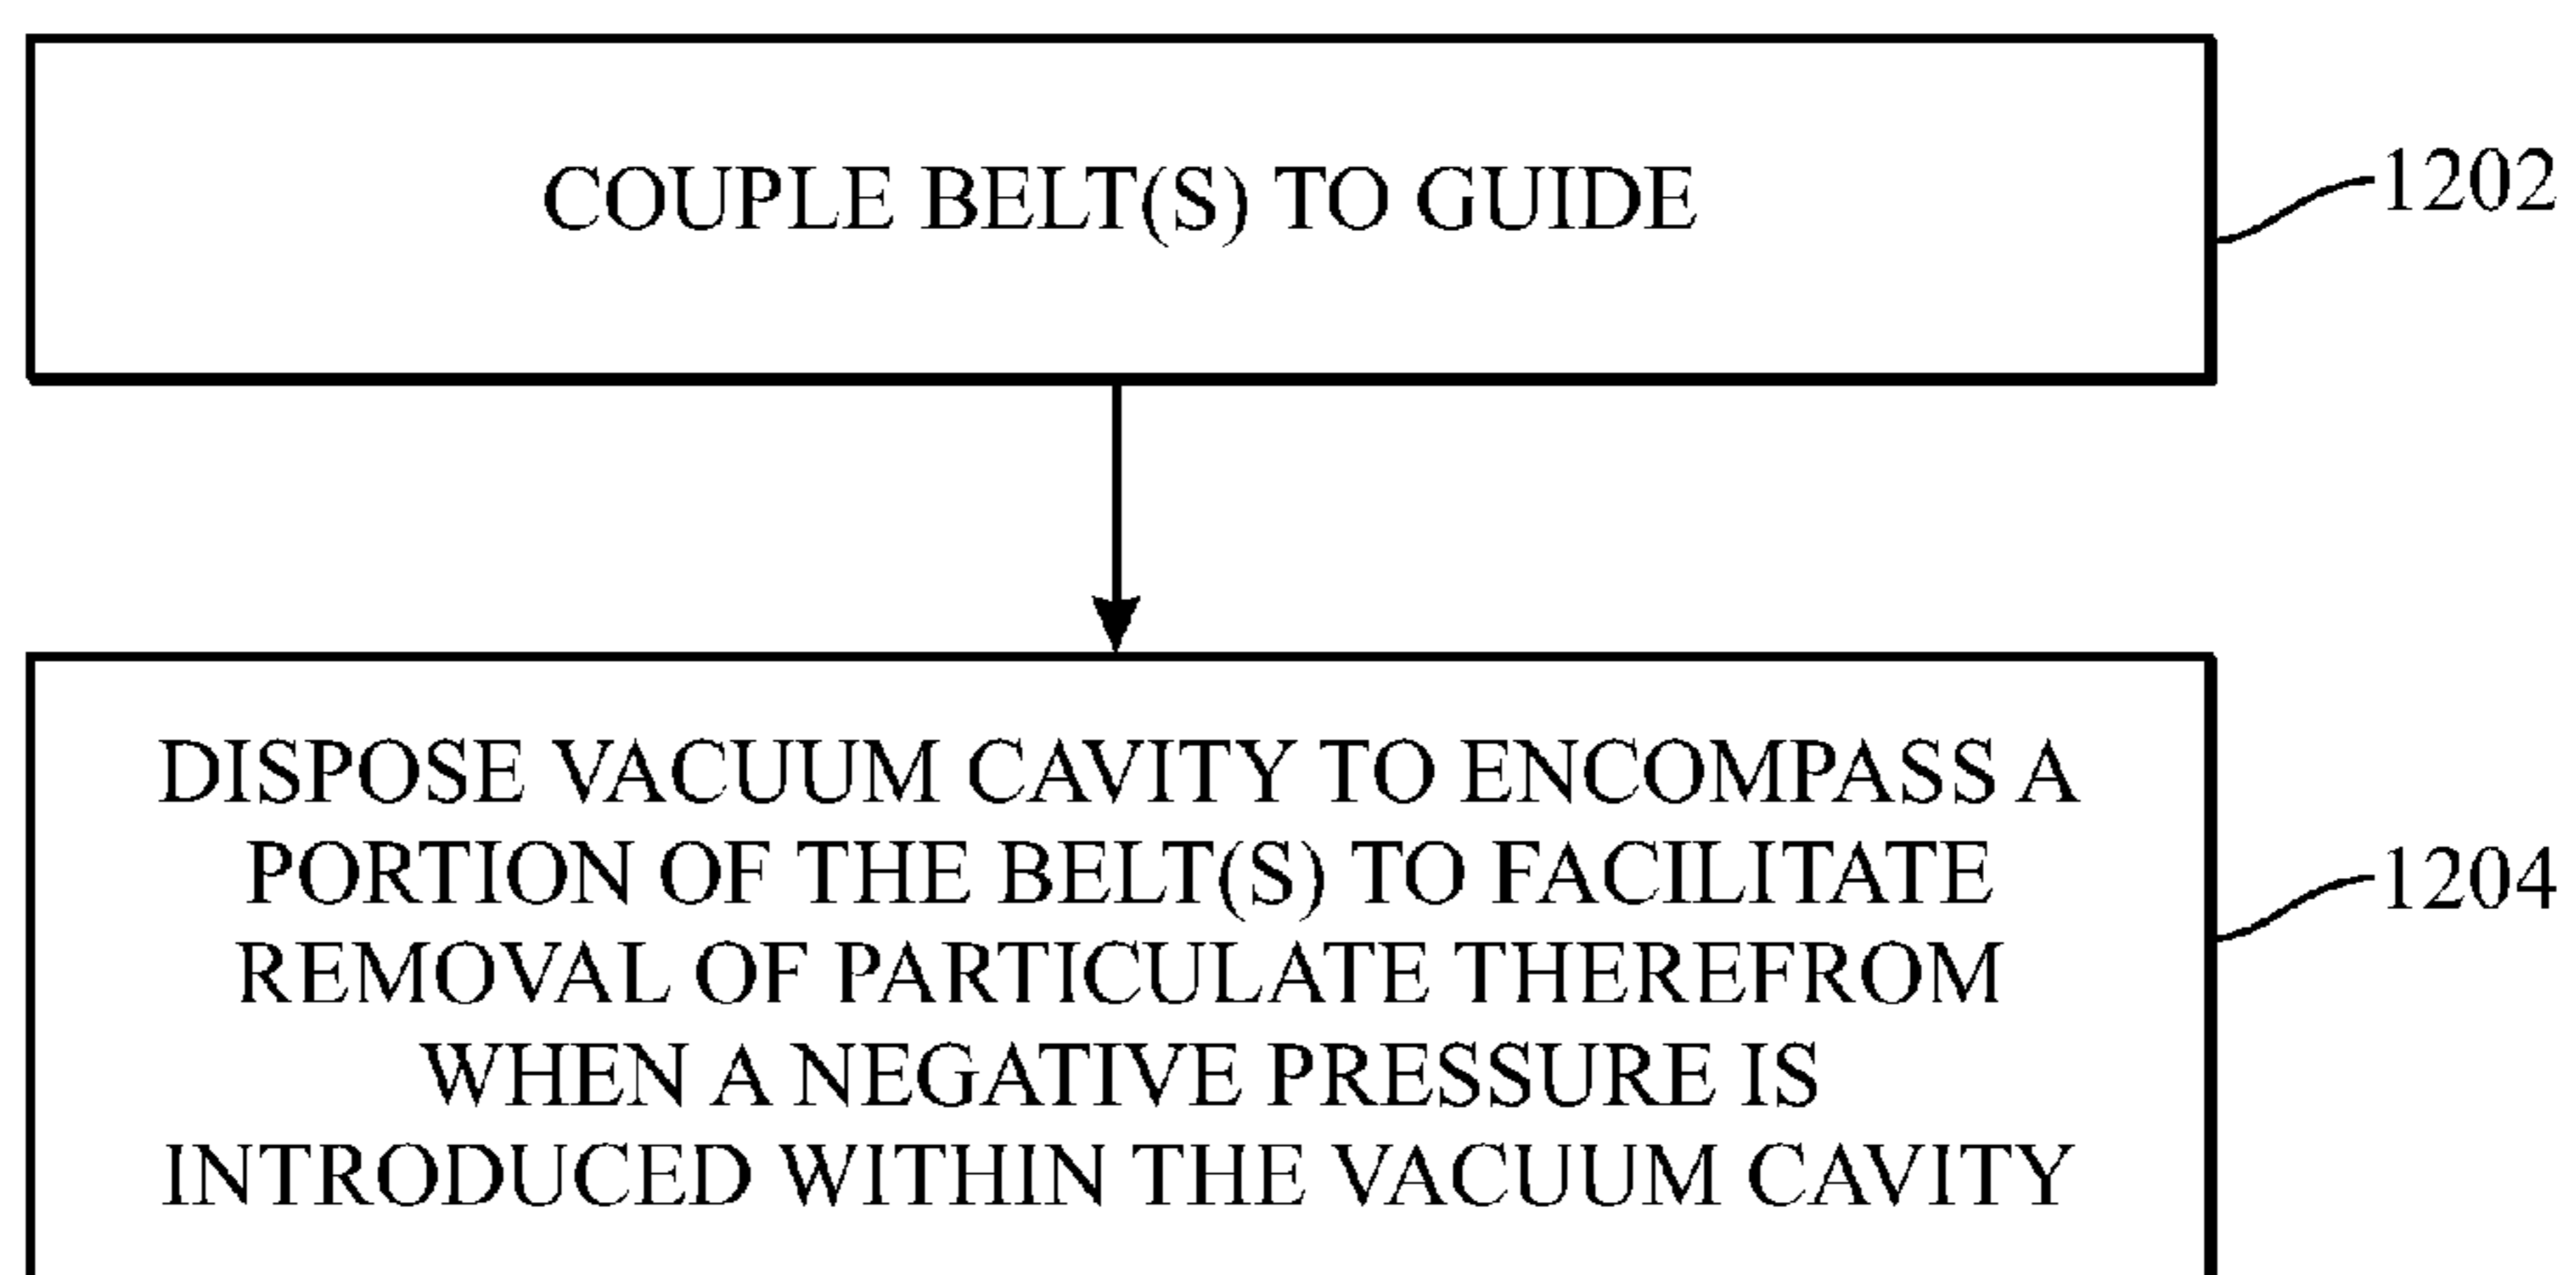 COUPLE BELT(S) TO GUIDE
1202
DISPOSE VACUUM CAVITY TO ENCOMPASS A
PORTION OF THE BELT(S) TO FACILITATE
REMOVAL OF PARTICULATE THEREFROM
WHEN A NEGATIVE PRESSURE IS
INTRODUCED WITHIN THE VACUUM CAVITY
1204